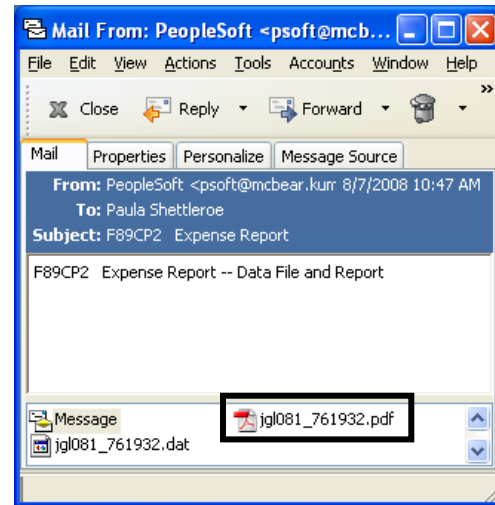 Mail From: PeopleSoft <psoft@mcb...
File Edit View Actions Tools Accounts Window Help
Close Reply Forward »
Mail Properties Personalize Message Source
From: PeopleSoft <psoft@mcbear.kurr 8/7/2008 10:47 AM
To: Paula Shettleroe
Subject: F89CP2 Expense Report
F89CP2 Expense Report -- Data File and Report
Message jgl081_761932.pdf
jgl081_761932.dat